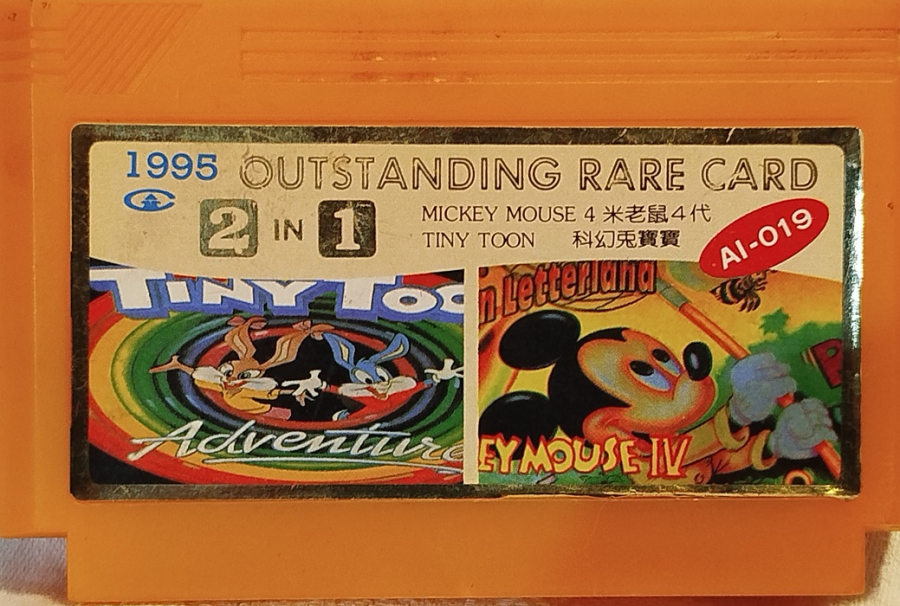 1995 OUTSTANDING RARE CARD
2 IN 1
MICKEY MOUSE 4 米老鼠4代
TINY TOON 科幻兎寶寶
AI-019
TINY TOO
Adventure
n Letterland
EY MOUSE IV